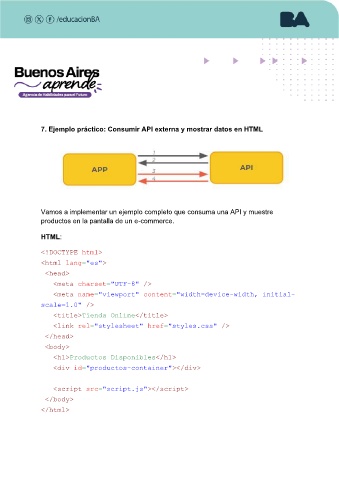 /educacionBA
BA
Buenos Aires
aprende
Agencia de Habilidades para el Futuro
7. Ejemplo práctico: Consumir API externa y mostrar datos en HTML
1
2
APP
API
3
4
Vamos a implementar un ejemplo completo que consuma una API y muestre
productos en la pantalla de un e-commerce.
HTML:
<!DOCTYPE html>
<html lang="es">
<head>
<meta charset="UTF-8" />
<meta name="viewport" content="width=device-width, initial-
scale=1.0" />
<title>Tienda Online</title>
<link rel="stylesheet" href="styles.css" />
</head>
<body>
<h1>Productos Disponibles</h1>
<div id="productos-container"></div>
<script src="script.js"></script>
</body>
</html>